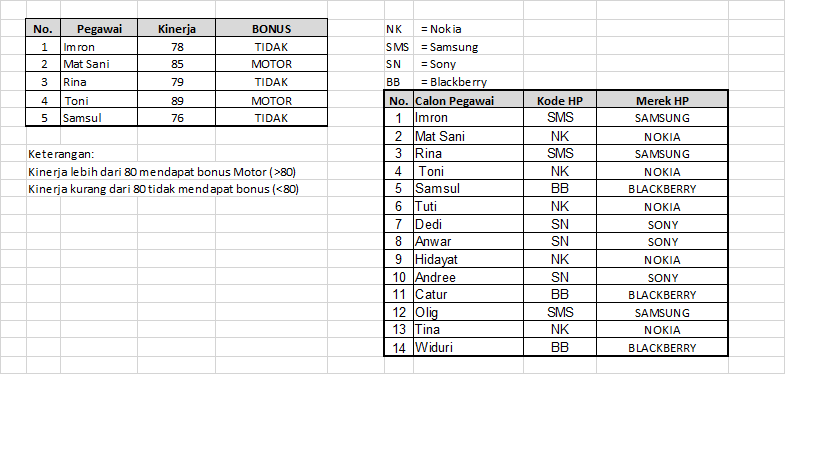 No. Pegawai Kinerja BONUS
1 Imron 78 TIDAK
2 Mat Sani 85 MOTOR
3 Rina 79 TIDAK
4 Toni 89 MOTOR
5 Samsul 76 TIDAK
Keterangan:
Kinerja lebih dari 80 mendapat bonus Motor (>80)
Kinerja kurang dari 80 tidak mendapat bonus (<80)
NK = Nokia
SMS = Samsung
SN = Sony
BB = Blackberry
No. Calon Pegawai Kode HP Merek HP
1 Imron SMS SAMSUNG
2 Mat Sani NK NOKIA
3 Rina SMS SAMSUNG
4 Toni NK NOKIA
5 Samsul BB BLACKBERRY
6 Tuti NK NOKIA
7 Dedi SN SONY
8 Anwar SN SONY
9 Hidayat NK NOKIA
10 Andree SN SONY
11 Catur BB BLACKBERRY
12 Olig SMS SAMSUNG
13 Tina NK NOKIA
14 Widuri BB BLACKBERRY